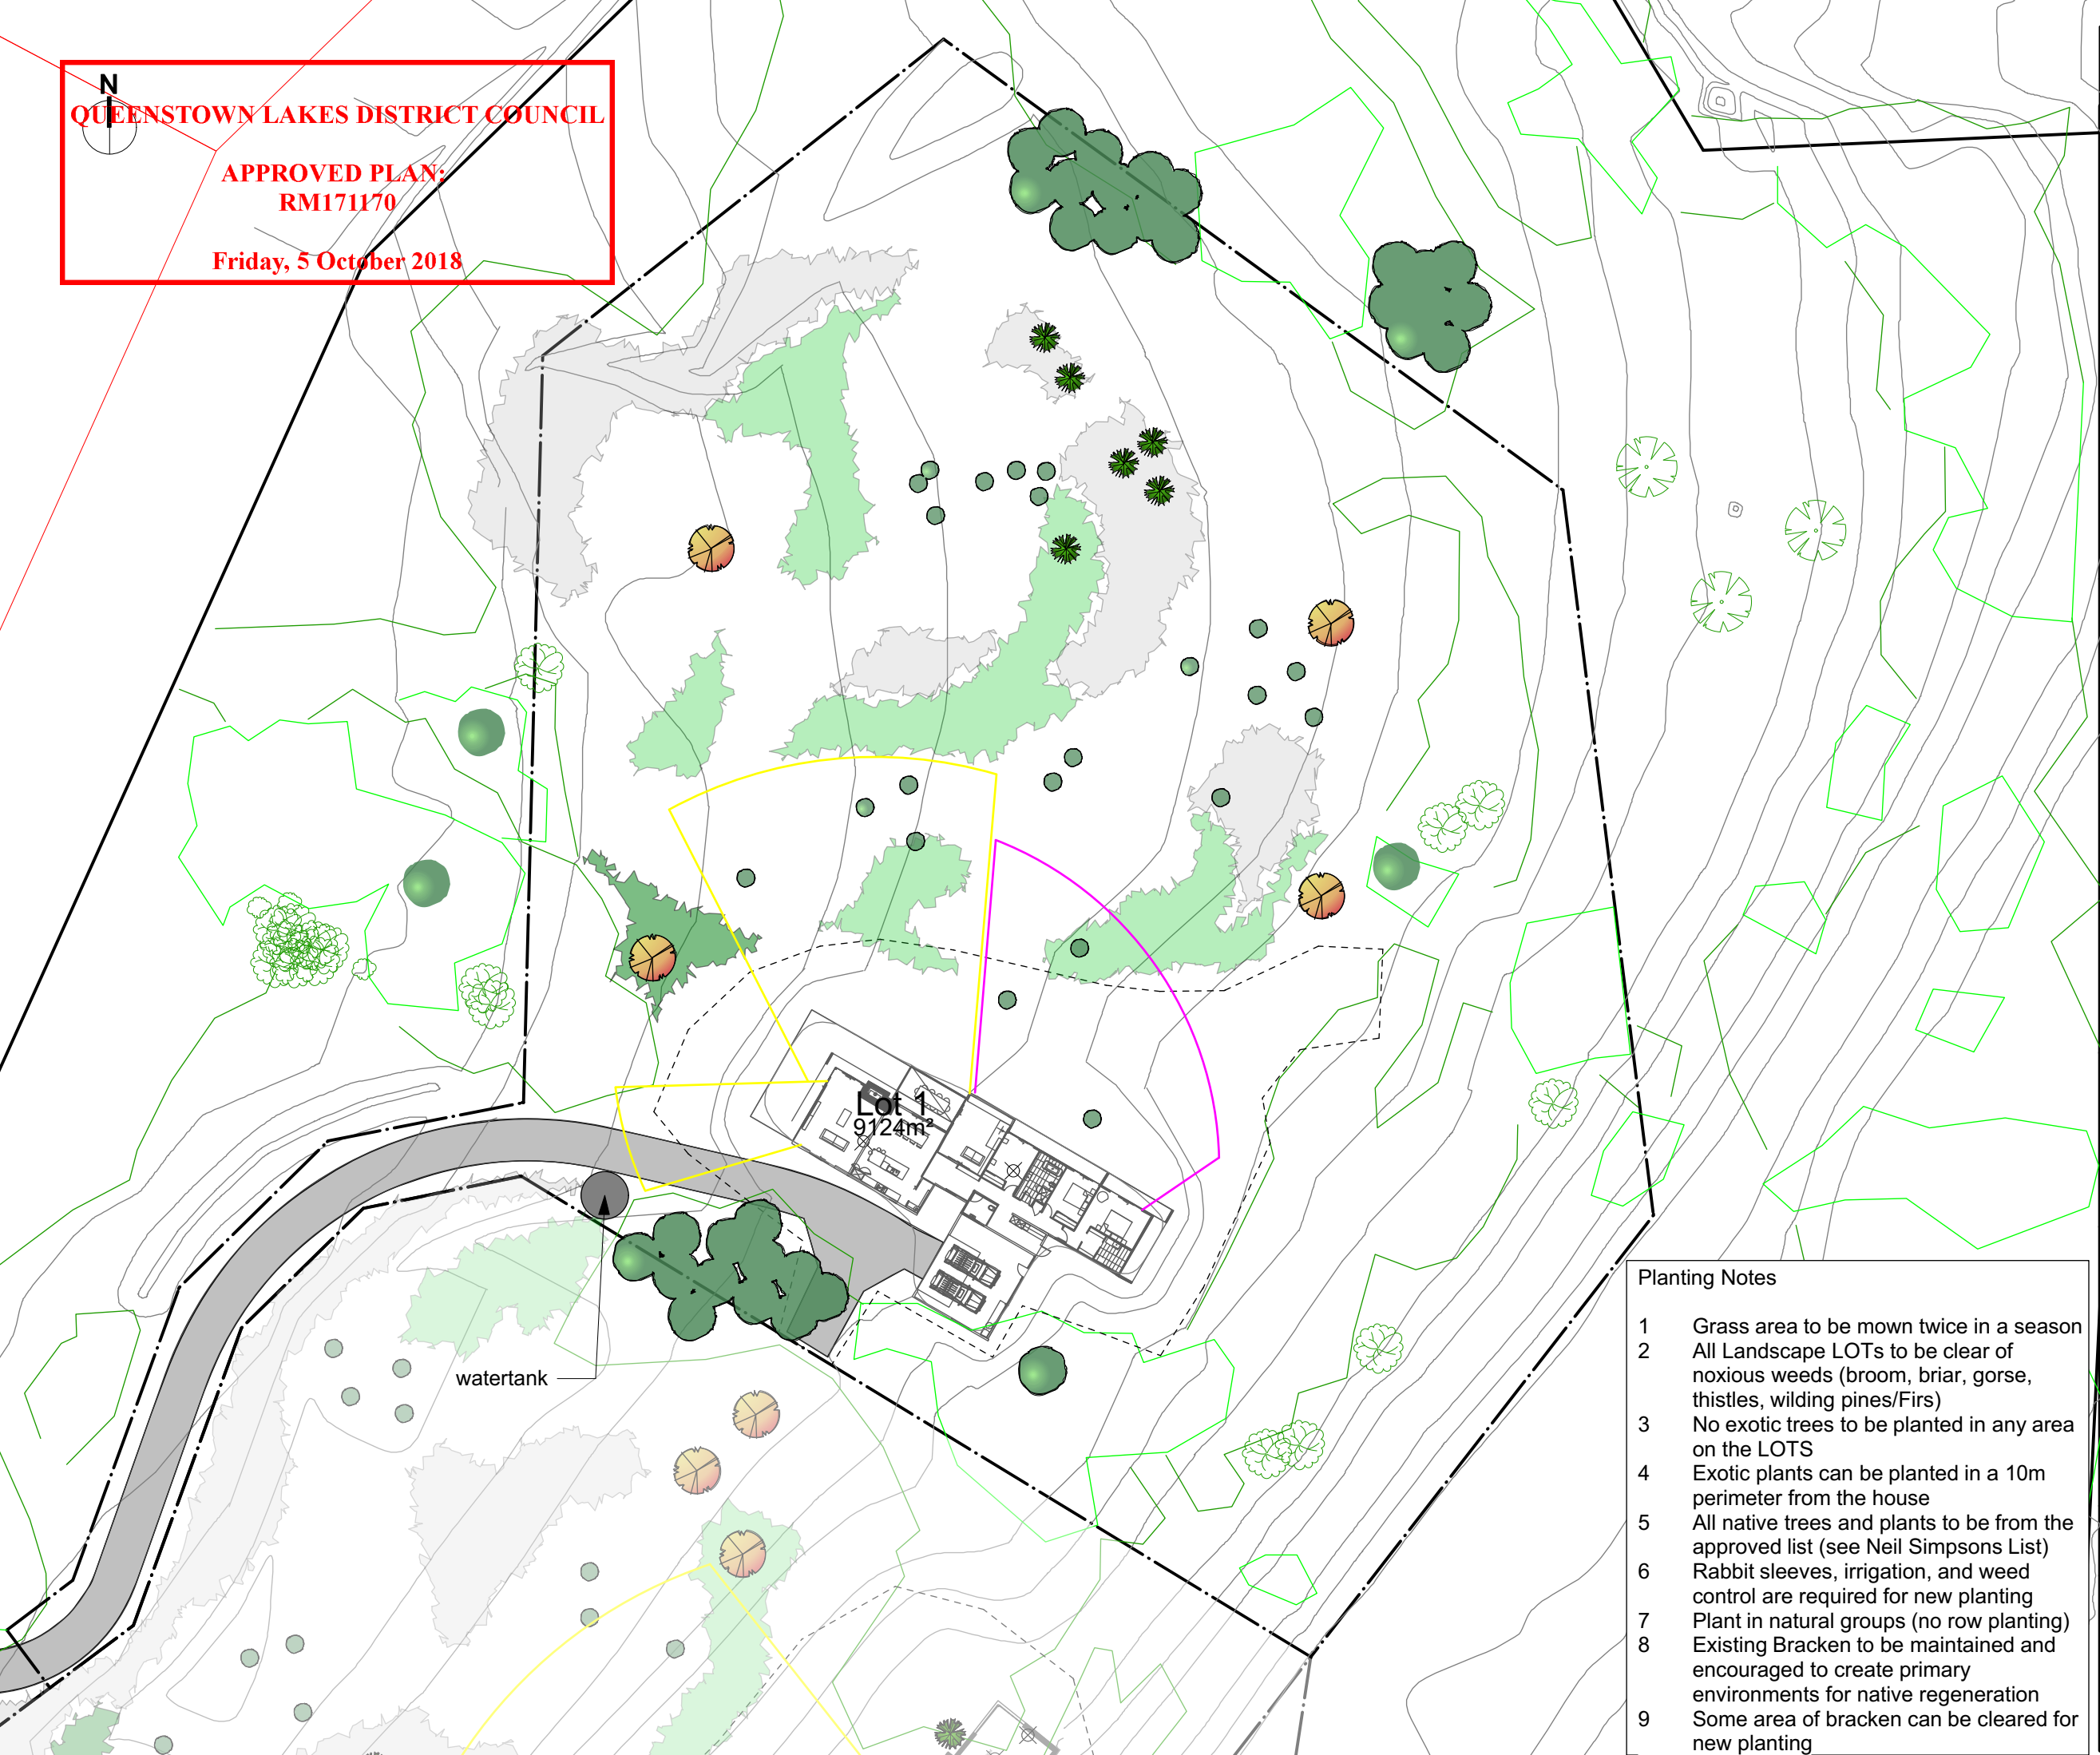 N
QUEENSTOWN LAKES DISTRICT COUNCIL
APPROVED PLAN:
RM171170
Friday, 5 October 2018
Lot 1
9124m²
watertank
Planting Notes
1 Grass area to be mown twice in a season
2 All Landscape LOTs to be clear of
noxious weeds (broom, briar, gorse,
thistles, wilding pines/Firs)
3 No exotic trees to be planted in any area
on the LOTS
4 Exotic plants can be planted in a 10m
perimeter from the house
5 All native trees and plants to be from the
approved list (see Neil Simpsons List)
6 Rabbit sleeves, irrigation, and weed
control are required for new planting
7 Plant in natural groups (no row planting)
8 Existing Bracken to be maintained and
encouraged to create primary
environments for native regeneration
9 Some area of bracken can be cleared for
new planting